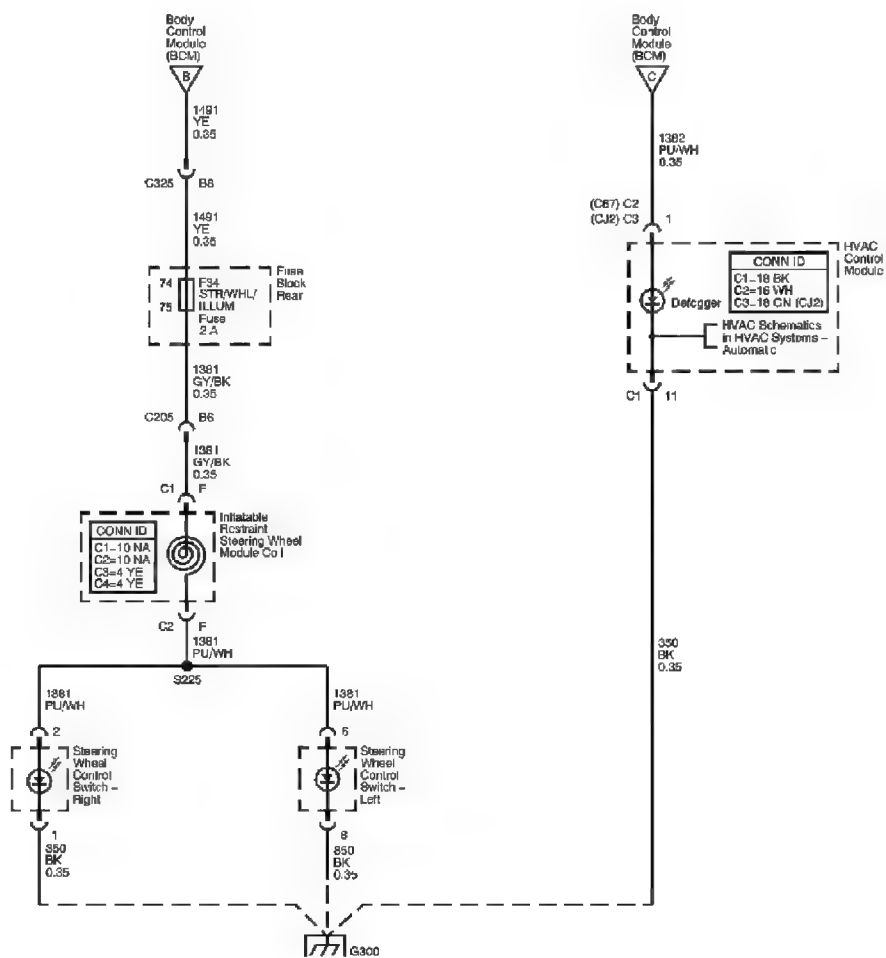 Body
Control
Module
(BCM)
B
1491
YE
0.35
C325 B8
1491
YE
0.35
74
75
F34
STR/WHL/
ILLUM
Fuse
2 A
Fuse
Block
Rear
1381
GY/BK
0.35
C205 B6
1381
GY/BK
0.35
C1 F
CONN ID
C1=10 NA
C2=10 NA
C3=4 YE
C4=4 YE
Inflatable
Restraint
Steering Wheel
Module Coil
C2 F
1381
PU/WH
S225
1381
PU/WH
2
Steering
Wheel
Control
Switch –
Right
1
350
BK
0.35
1381
PU/WH
6
Steering
Wheel
Control
Switch –
Left
8
350
BK
0.35
G300
Body
Control
Module
(BCM)
C
1382
PU/WH
0.35
(C67) C2
(CJ2) C3 1
HVAC
Control
Module
CONN ID
C1=18 BK
C2=16 WH
C3=18 GN (CJ2)
Defogger
HVAC Schematics
in HVAC Systems –
Automatic
C1 11
350
BK
0.35